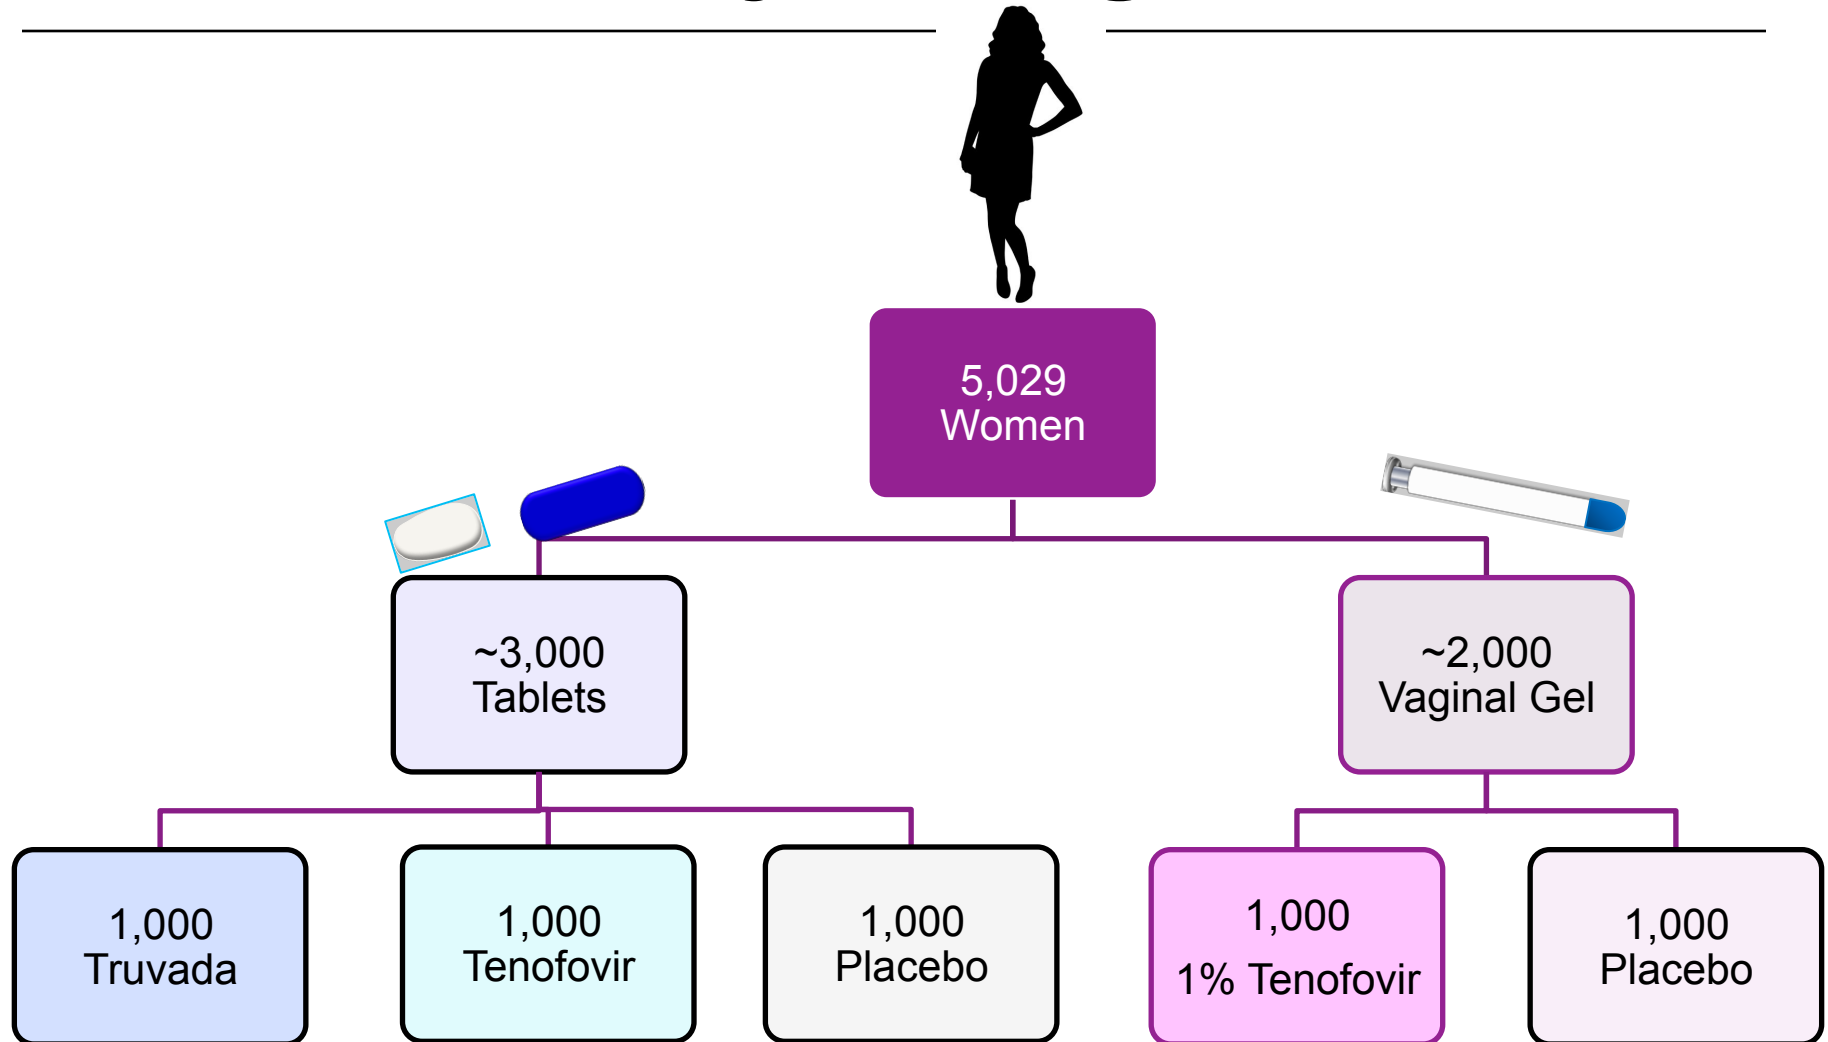 5,029
Women
~3,000
Tablets
~2,000
Vaginal Gel
1,000
Truvada
1,000
Tenofovir
1,000
Placebo
1,000
1% Tenofovir
1,000
Placebo